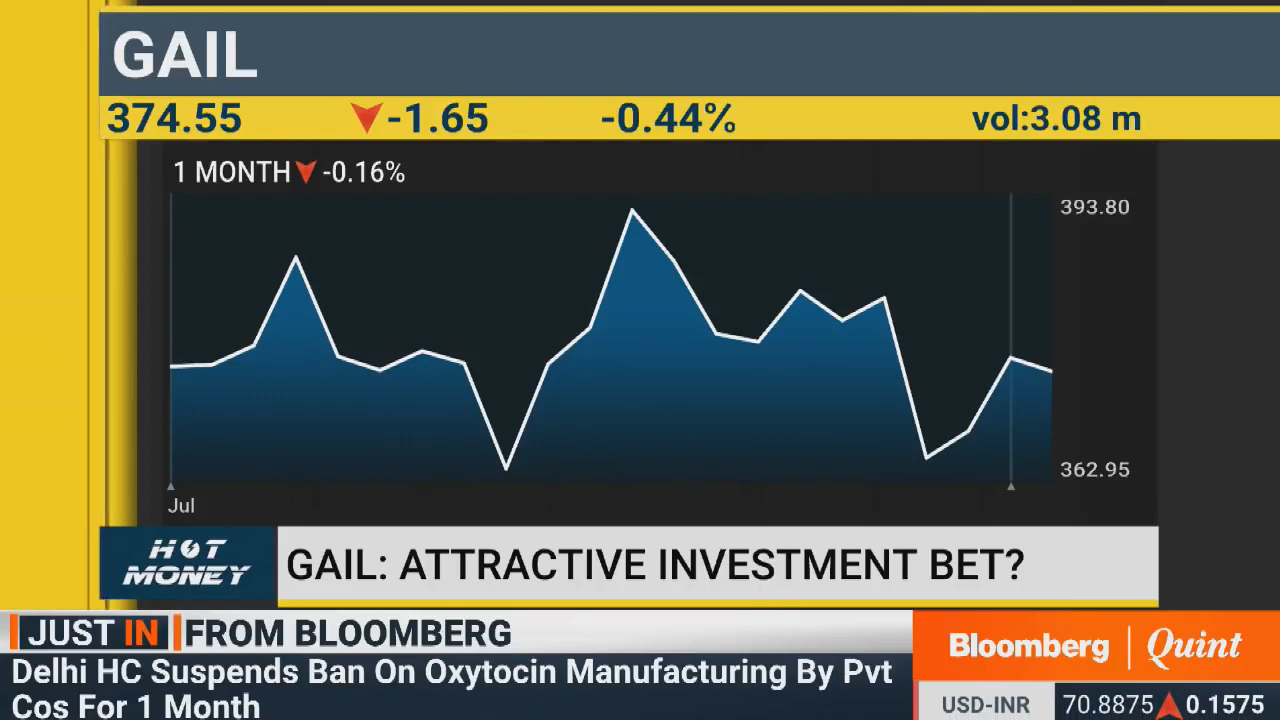 GAIL
374.55 -1.65 -0.44% vol:3.08 m
1 MONTH -0.16%
393.80
362.95
Jul
HOT
MONEY
GAIL: ATTRACTIVE INVESTMENT BET?
JUST IN FROM BLOOMBERG
Delhi HC Suspends Ban On Oxytocin Manufacturing By Pvt
Cos For 1 Month
Bloomberg | Quint
USD-INR 70.8875 0.1575